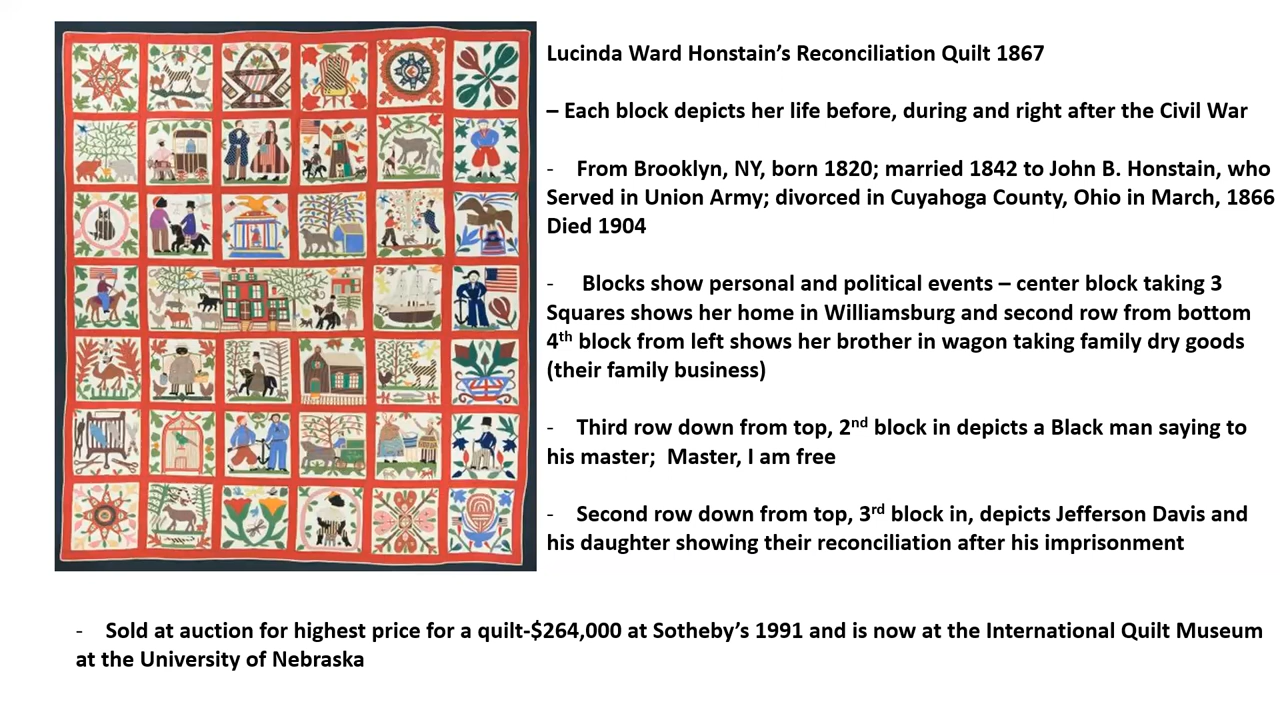 Lucinda Ward Honstain’s Reconciliation Quilt 1867
– Each block depicts her life before, during and right after the Civil War
- From Brooklyn, NY, born 1820; married 1842 to John B. Honstain, who
Served in Union Army; divorced in Cuyahoga County, Ohio in March, 1866
Died 1904
- Blocks show personal and political events – center block taking 3
Squares shows her home in Williamsburg and second row from bottom
4th block from left shows her brother in wagon taking family dry goods
(their family business)
- Third row down from top, 2nd block in depicts a Black man saying to
his master; Master, I am free
- Second row down from top, 3rd block in, depicts Jefferson Davis and
his daughter showing their reconciliation after his imprisonment
- Sold at auction for highest price for a quilt-$264,000 at Sotheby’s 1991 and is now at the International Quilt Museum
at the University of Nebraska